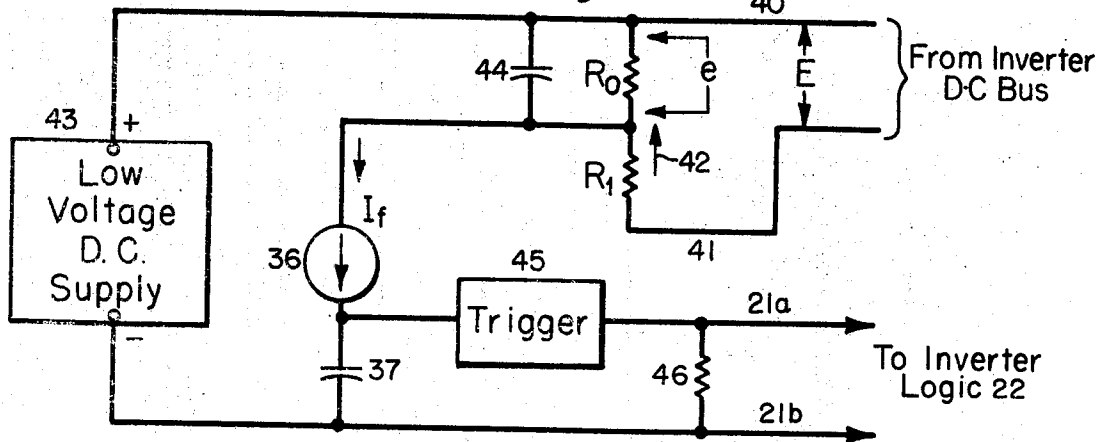 40
44
R0
e
E
From Inverter
D-C Bus
43
+
Low
Voltage
D. C.
Supply
−
42
R1
41
If
36
45
Trigger
21a
37
46
To Inverter
Logic 22
21b